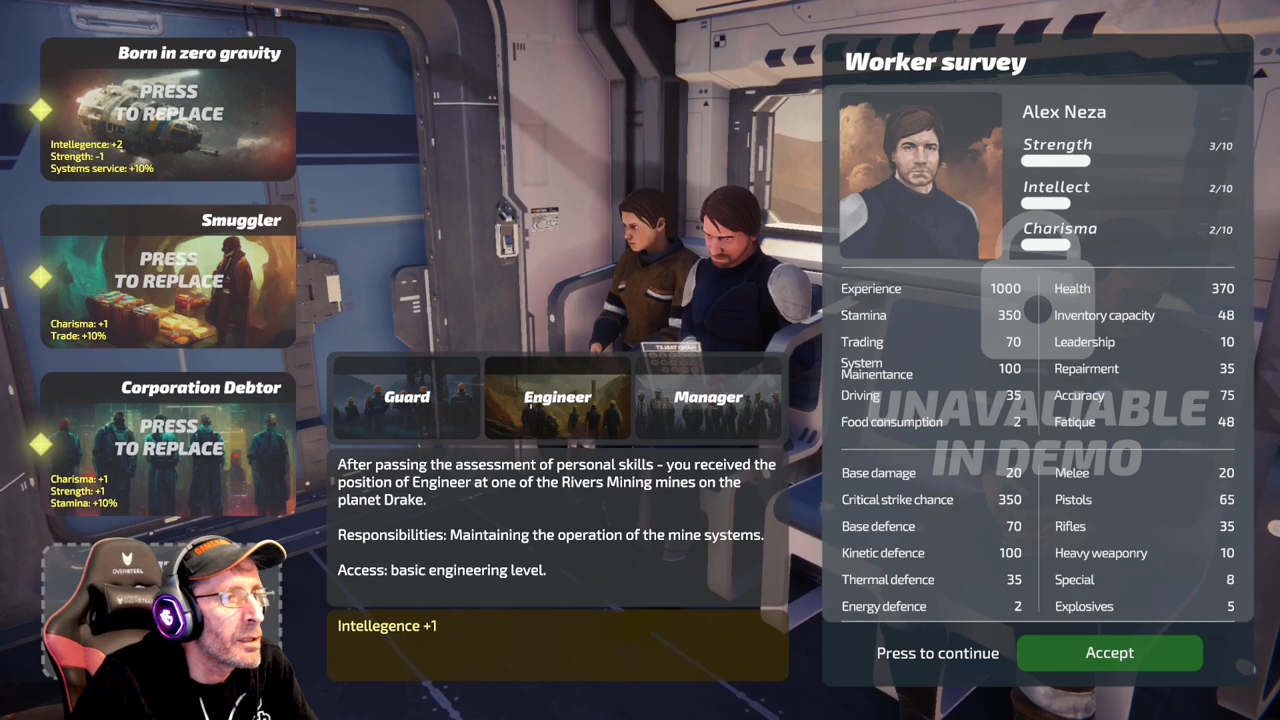 Born in zero gravity
PRESS
TO REPLACE
Intellegence: +2
Strength: -1
Systems service: +10%
Smuggler
PRESS
TO REPLACE
Charisma: +1
Trade: +10%
Corporation Debtor
PRESS
TO REPLACE
Charisma: +1
Strength: +1
Stamina: +10%
OVERSTEEL
OVERSTEEL
Guard
Engineer
Manager
After passing the assessment of personal skills - you received the
position of Engineer at one of the Rivers Mining mines on the
planet Drake.
Responsibilities: Maintaining the operation of the mine systems.
Access: basic engineering level.
Intellegence +1
Worker survey
Alex Neza
Strength 3/10
Intellect 2/10
Charisma 2/10
Experience 1000 Health 370
Stamina 350 Inventory capacity 48
Trading 70 Leadership 10
System
Mainentance 100 Repairment 35
Driving 35 Accuracy 75
Food consumption 2 Fatique 48
UNAVALIABLE
IN DEMO
Base damage 20 Melee 20
Critical strike chance 350 Pistols 65
Base defence 70 Rifles 35
Kinetic defence 100 Heavy weaponry 10
Thermal defence 35 Special 8
Energy defence 2 Explosives 5
Press to continue
Accept